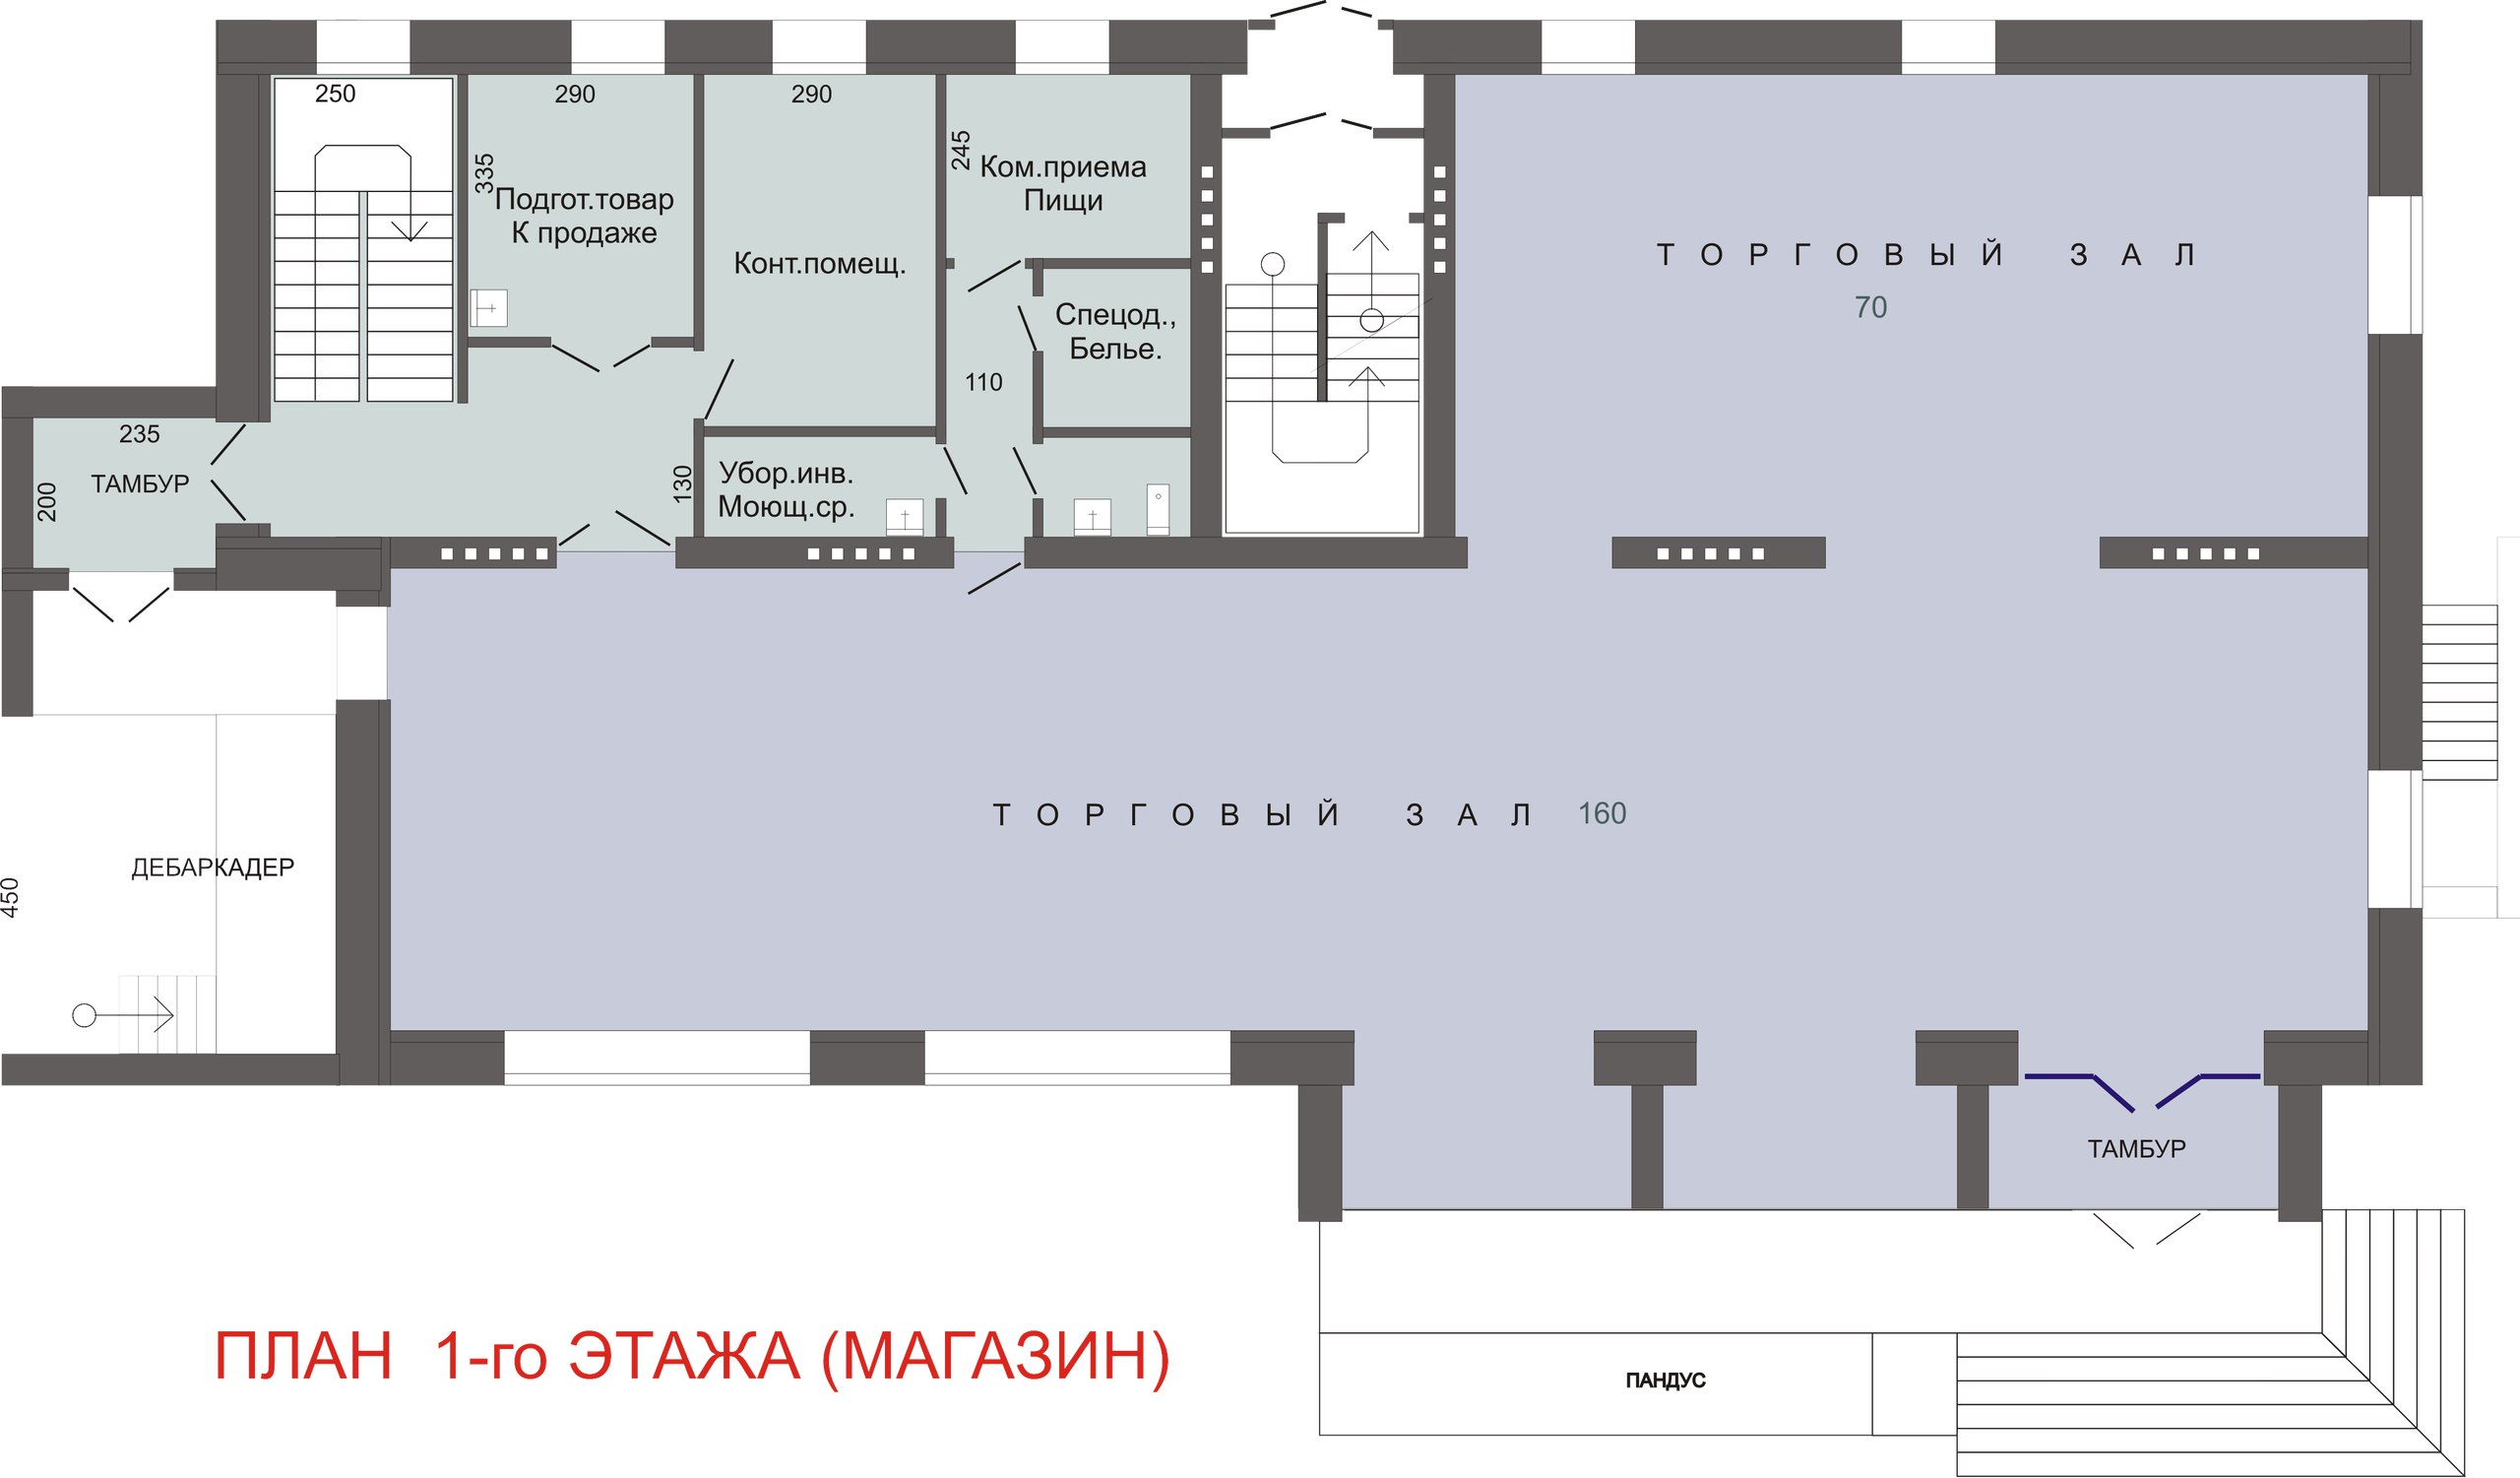 250
290
290
335
245
Подгот.товар
К продаже
Конт.помещ.
Ком.приема
Пищи
Спецод.,
Белье.
110
ТОРГОВЫЙ ЗАЛ
70
235
ТАМБУР
200
130
Убор.инв.
Моющ.ср.
ТОРГОВЫЙ ЗАЛ 160
ДЕБАРКАДЕР
450
ТАМБУР
ПЛАН 1-го ЭТАЖА (МАГАЗИН)
ПАНДУС